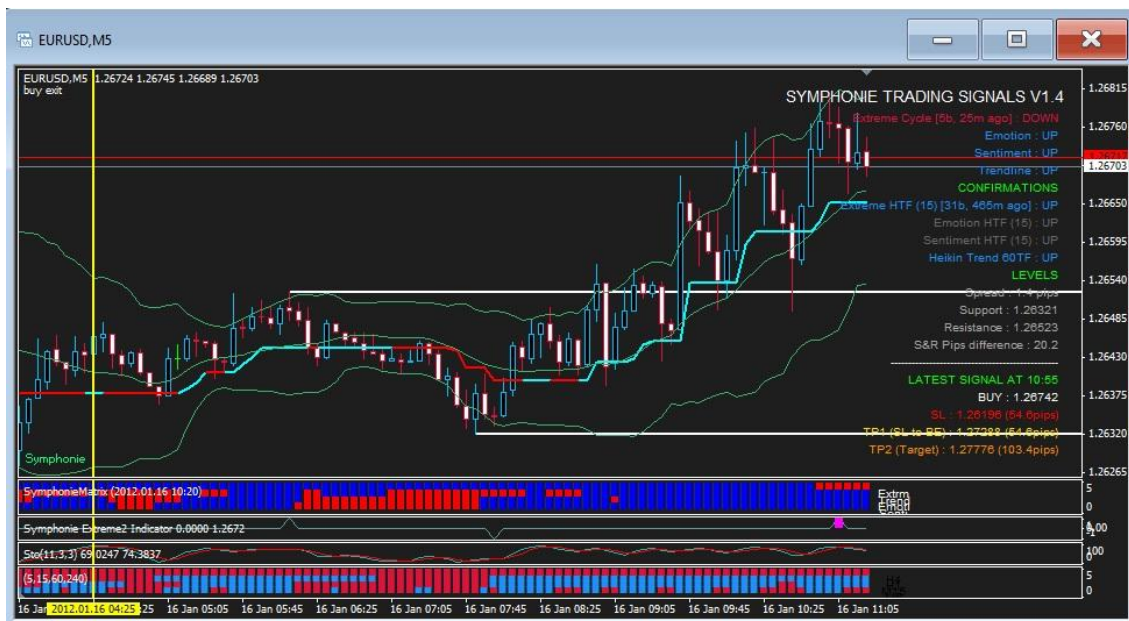 EURUSD,M5
EURUSD,M5 1.26724 1.26745 1.26689 1.26703
buy exit
SYMPHONIE TRADING SIGNALS V1.4
Extreme Cycle [5b, 25m ago] : DOWN
Emotion : UP
Sentiment : UP
Trendline : UP
CONFIRMATIONS
Extreme HTF (15) [31b, 465m ago] : UP
Emotion HTF (15) : UP
Sentiment HTF (15) : UP
Heikin Trend 60TF : UP
LEVELS
Spread : 1.4 pips
Support : 1.26321
Resistance : 1.26523
S&R Pips difference : 20.2
LATEST SIGNAL AT 10:55
BUY : 1.26742
SL : 1.26196 (54.6pips)
TP1 (SL to BE) : 1.27288 (54.6pips)
TP2 (Target) : 1.27776 (103.4pips)
1.26815
1.26760
1.26703
1.26650
1.26595
1.26540
1.26485
1.26430
1.26375
1.26320
1.26265
Symphonie
SymphonieMatrix (2012.01.16 10:20)
5
0
Extrm
Trend
Emoti
Symphonie Extreme2 Indicator 0.0000 1.2672
Sto(11,3,3) 69.0247 74.3837
100
(5,15,60,240)
5
0
16 Jan 2012.01.16 04:25 :25 16 Jan 05:05 16 Jan 05:45 16 Jan 06:25 16 Jan 07:05 16 Jan 07:45 16 Jan 08:25 16 Jan 09:05 16 Jan 09:45 16 Jan 10:25 16 Jan 11:05